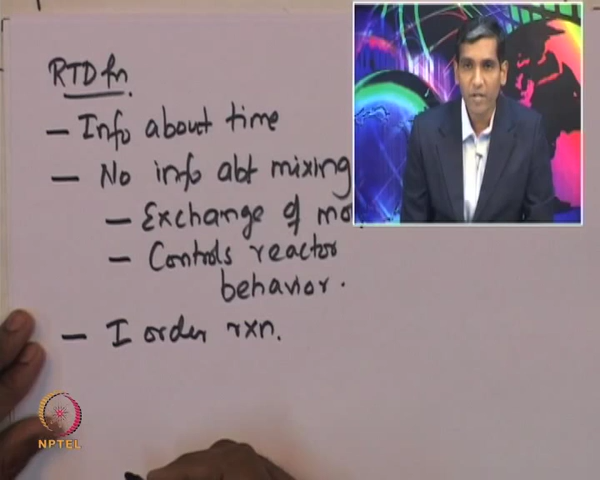 RTD fn.
— Info about time
— No info abt mixing
— Exchange of
— Controls reactor
behavior.
— I order rxn.
NPTEL